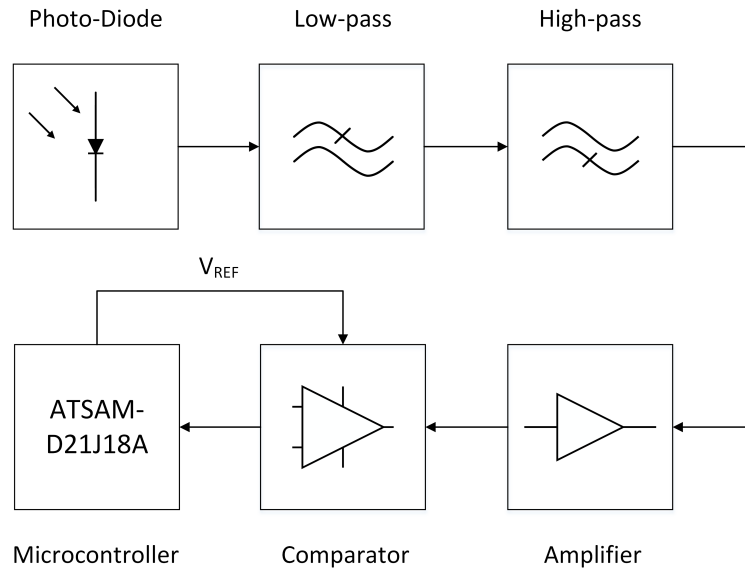 Photo-Diode
Low-pass
High-pass
VREF
ATSAM-
D21J18A
Microcontroller
Comparator
Amplifier